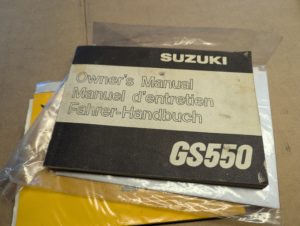 SUZUKI
Owner's Manual
Manuel d'entretien
Fahrer-Handbuch
GS550